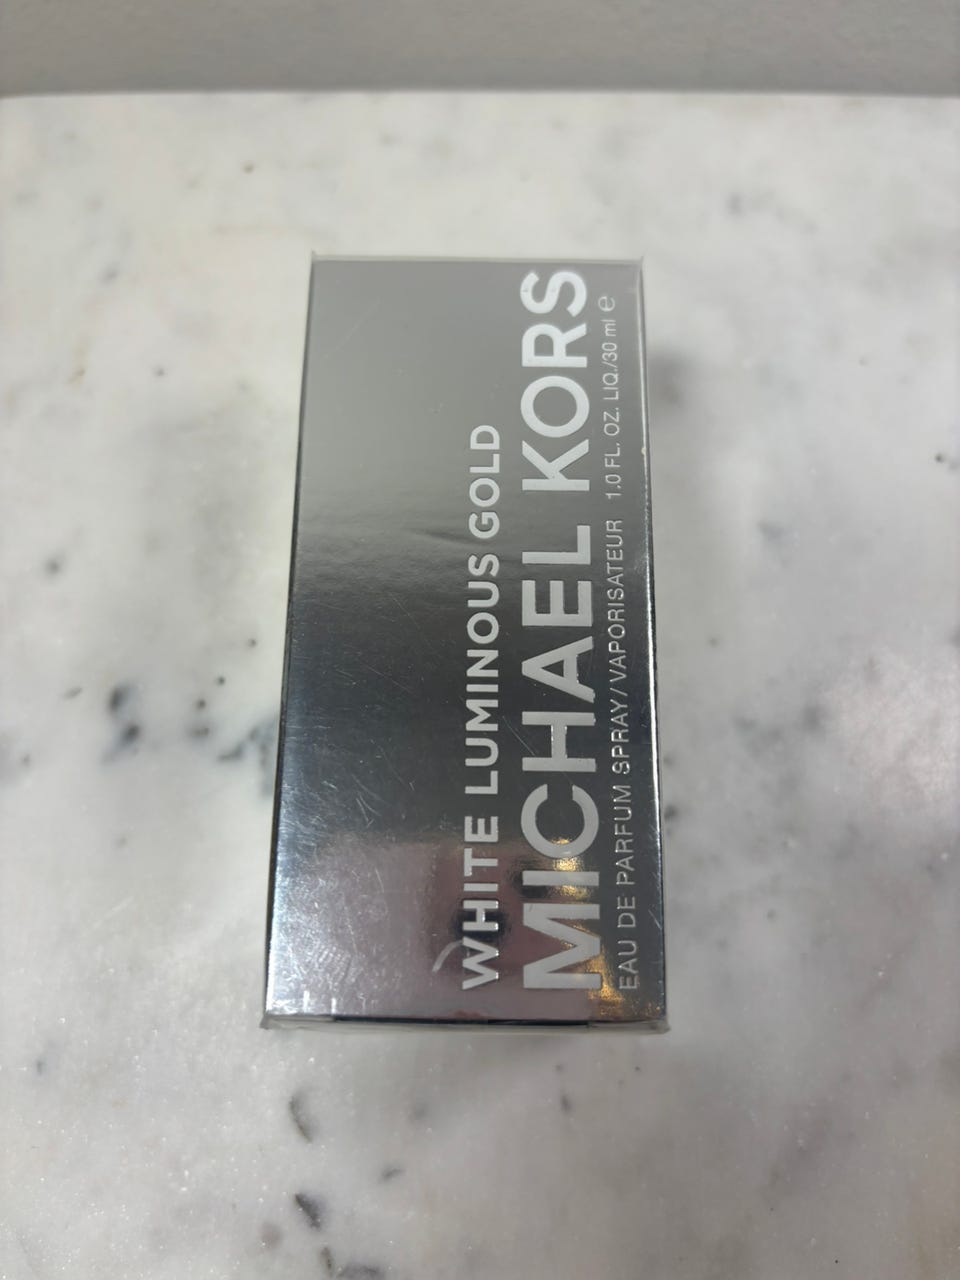 WHITE LUMINOUS GOLD
MICHAEL KORS
EAU DE PARFUM SPRAY/VAPORISATEUR 1.0 FL. OZ. LIQ./30 ml ℮